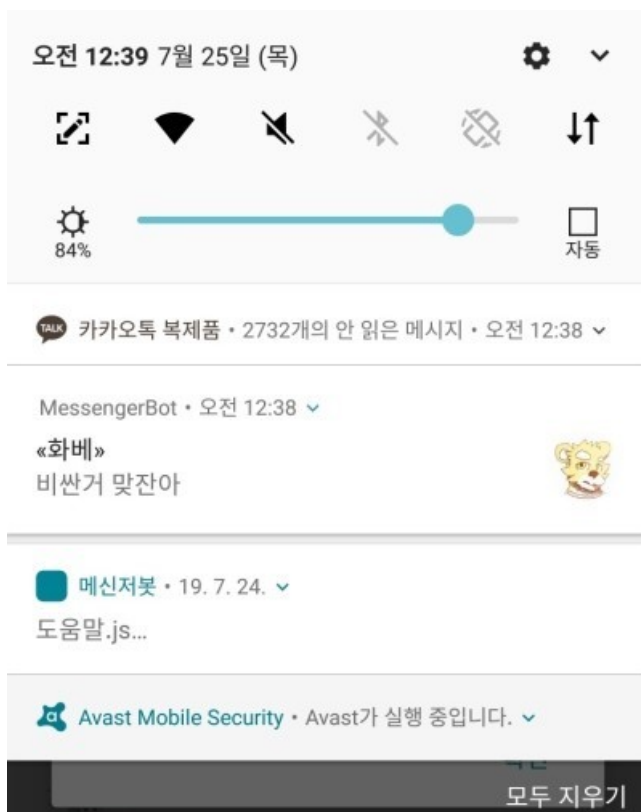 오전 12:39 7월 25일 (목)
84%
자동
TALK 카카오톡 복제품 • 2732개의 안 읽은 메시지 • 오전 12:38
MessengerBot • 오전 12:38
«화베»
비싼거 맞잔아
메신저봇 • 19. 7. 24.
도움말.js...
Avast Mobile Security • Avast가 실행 중입니다.
모두 지우기